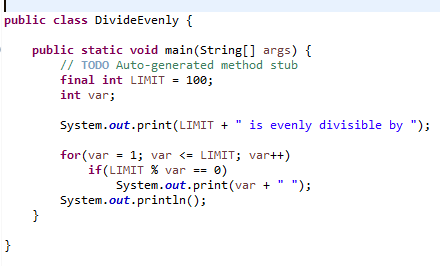 public class DivideEvenly {
public static void main(String[] args) {
// TODO Auto-generated method stub
final int LIMIT = 100;
int var;
System.out.print(LIMIT + " is evenly divisible by ");
for(var = 1; var <= LIMIT; var++)
if(LIMIT % var == 0)
System.out.print(var + " ");
System.out.println();
}
}